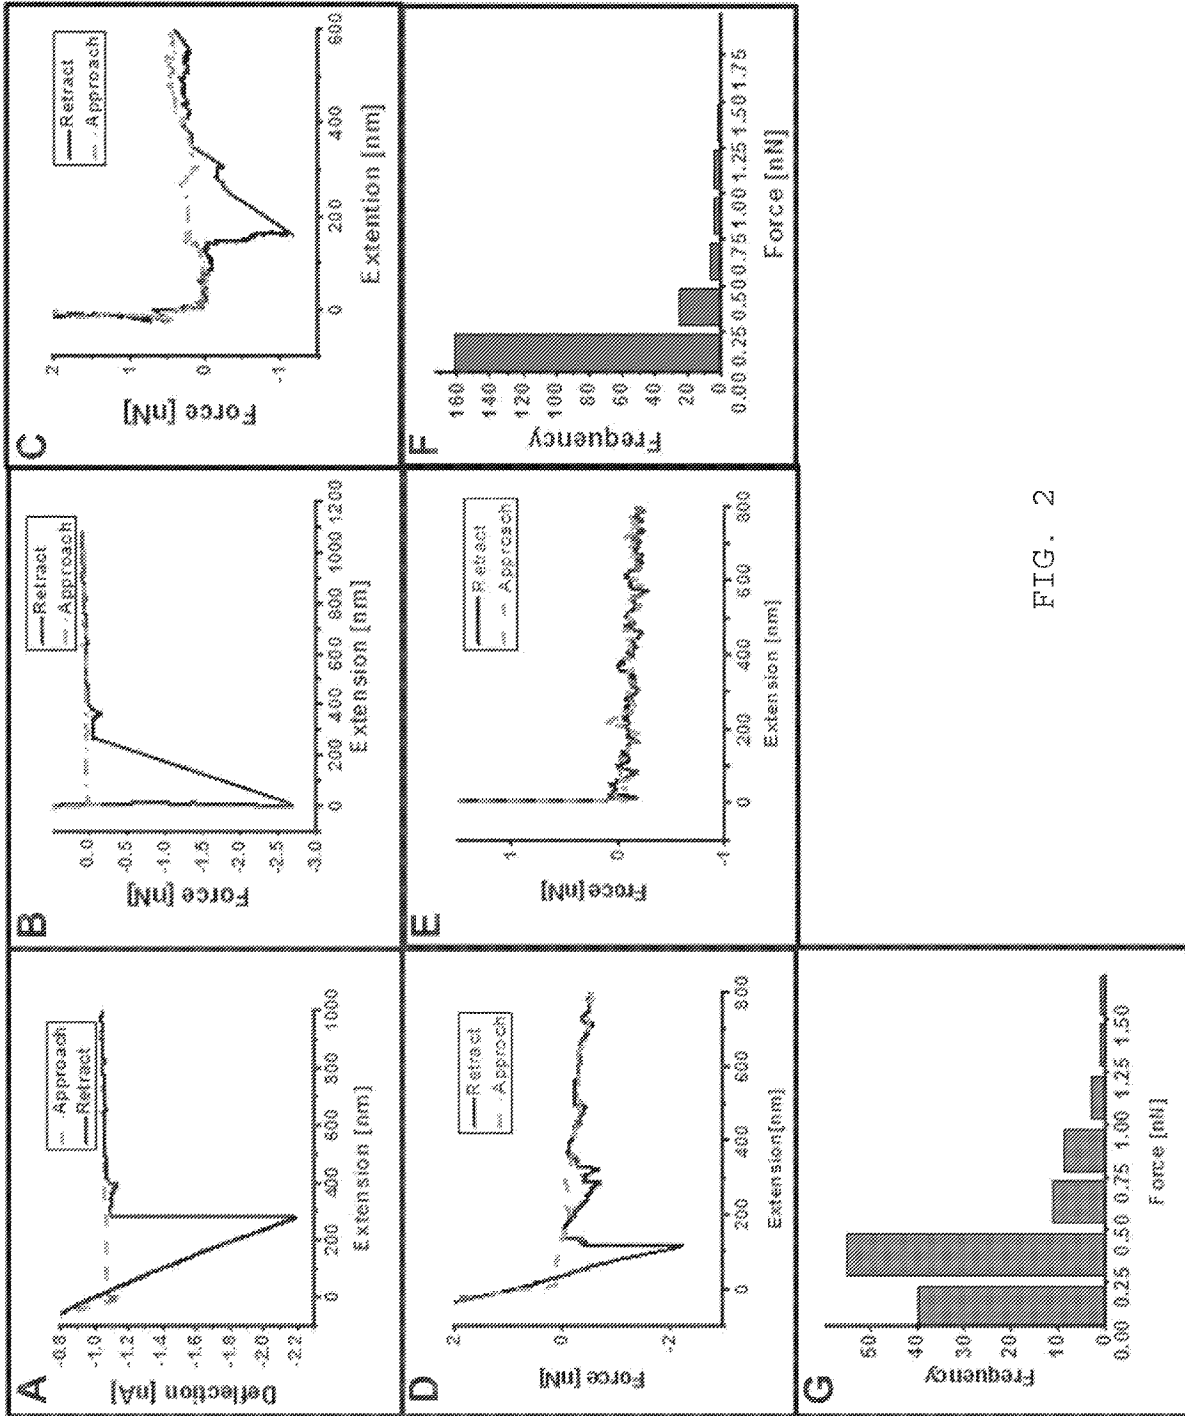 A
Deflection [nA]
-0.8
-1.0
-1.2
-1.4
-1.6
-1.8
-2.0
-2.2
0
200
400
600
800
1000
Extension [nm]
Approach
Retract
B
Force [nN]
0.0
-0.5
-1.0
-1.5
-2.0
-2.5
-3.0
0
200
400
600
800
1000
1200
Extension [nm]
Retract
Approach
C
Force [nN]
2
1
0
-1
0
200
400
600
Extention [nm]
Retract
Approach
D
Force [nN]
2
0
-2
0
200
400
600
800
Extension[nm]
Retract
Approch
E
Froce[nN]
1
0
-1
0
200
400
600
800
Extension [nm]
Retract
Approach
F
Frequency
160
140
120
100
80
60
40
20
0
0.00 0.25 0.50 0.75 1.00 1.25 1.50 1.75
Force [nN]
G
Frequency
50
40
30
20
10
0
0.00 0.25 0.50 0.75 1.00 1.25 1.50
Force [nN]
FIG. 2